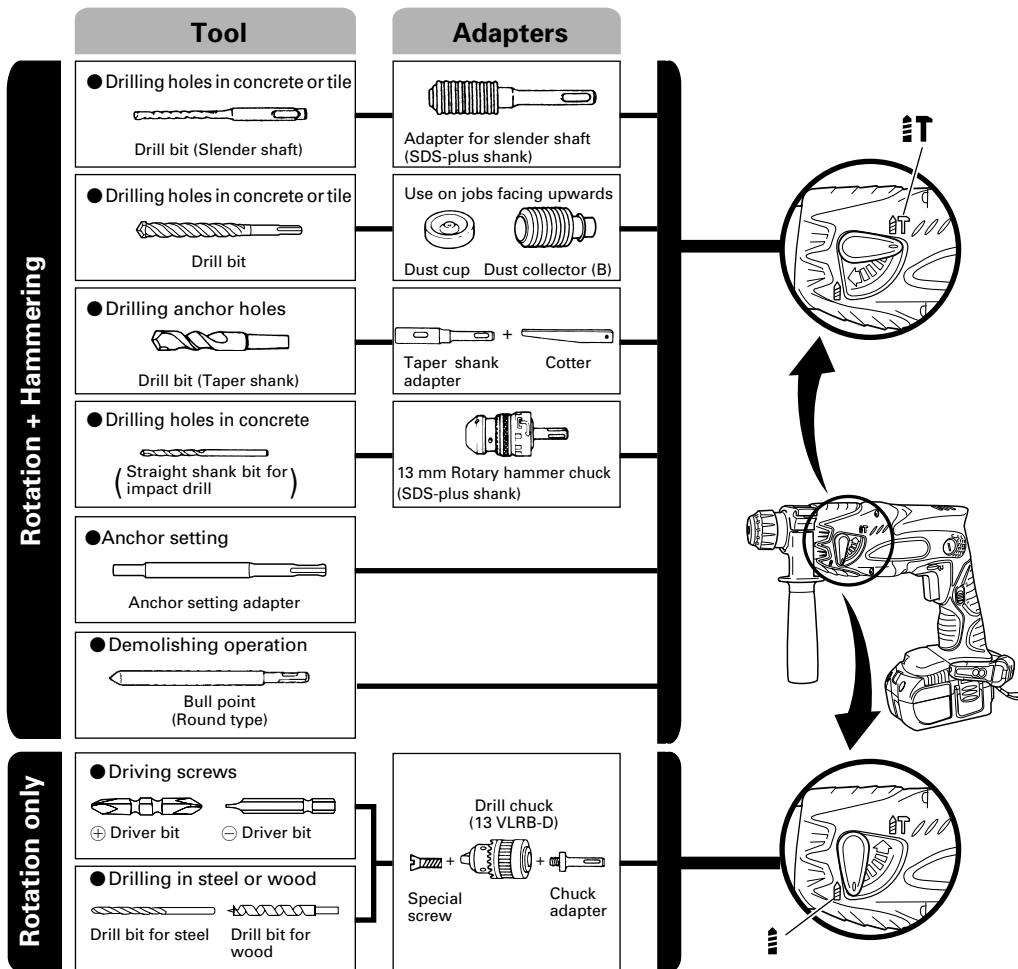 Tool
Adapters
Rotation + Hammering
● Drilling holes in concrete or tile
Drill bit (Slender shaft)
Adapter for slender shaft
(SDS-plus shank)
● Drilling holes in concrete or tile
Drill bit
Use on jobs facing upwards
Dust cup Dust collector (B)
● Drilling anchor holes
Drill bit (Taper shank)
+
Taper shank
adapter
Cotter
● Drilling holes in concrete
(Straight shank bit for
impact drill)
13 mm Rotary hammer chuck
(SDS-plus shank)
● Anchor setting
Anchor setting adapter
● Demolishing operation
Bull point
(Round type)
Rotation only
● Driving screws
⊕ Driver bit ⊖ Driver bit
● Drilling in steel or wood
Drill bit for steel
Drill bit for
wood
Drill chuck
(13 VLRB-D)
+ +
Special
screw
Chuck
adapter